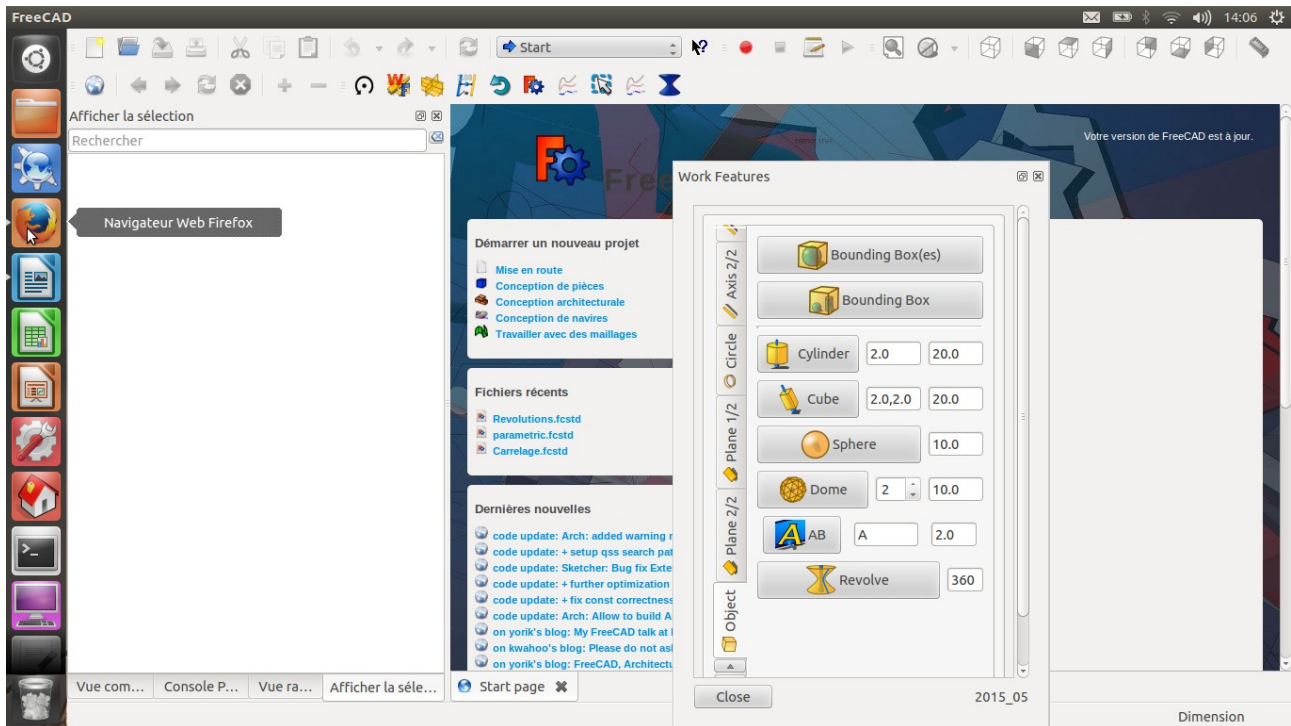 FreeCAD
14:06
Start
Afficher la sélection
Rechercher
Navigateur Web Firefox
Votre version de FreeCAD est à jour.
Free
Démarrer un nouveau projet
Mise en route
Conception de pièces
Conception architecturale
Conception de navires
Travailler avec des maillages
Fichiers récents
Revolutions.fcstd
parametric.fcstd
Carrelage.fcstd
Dernières nouvelles
code update: Arch: added warning
code update: + setup qss search pat
code update: Sketcher: Bug fix Exte
code update: + further optimization
code update: + fix const correctness
code update: Arch: Allow to build A
on yorik's blog: My FreeCAD talk at
on kwahoo's blog: Please do not as
on yorik's blog: FreeCAD, Architectu
Work Features
Axis 2/2
Circle
Plane 1/2
Plane 2/2
Object
Bounding Box(es)
Bounding Box
Cylinder 2.0 20.0
Cube 2.0,2.0 20.0
Sphere 10.0
Dome 2 10.0
AB A 2.0
Revolve 360
Close 2015_05
Vue com... Console P... Vue ra... Afficher la séle...
Start page
Dimension